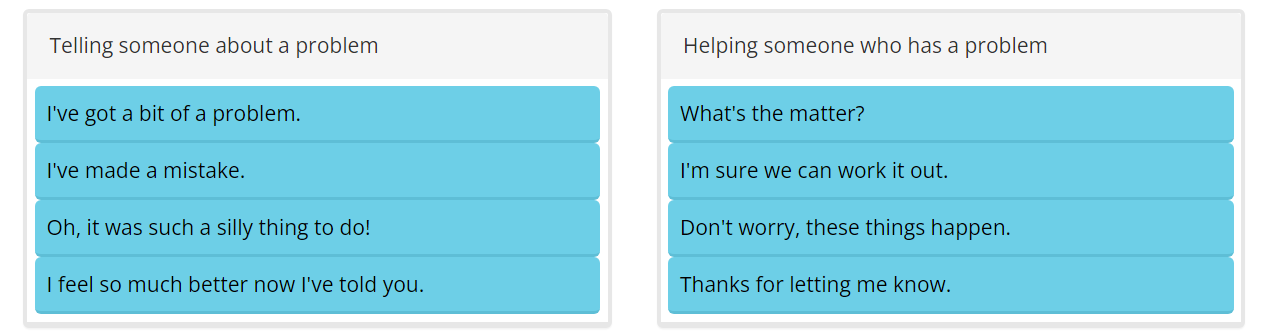 Telling someone about a problem
I've got a bit of a problem.
I've made a mistake.
Oh, it was such a silly thing to do!
I feel so much better now I've told you.
Helping someone who has a problem
What's the matter?
I'm sure we can work it out.
Don't worry, these things happen.
Thanks for letting me know.